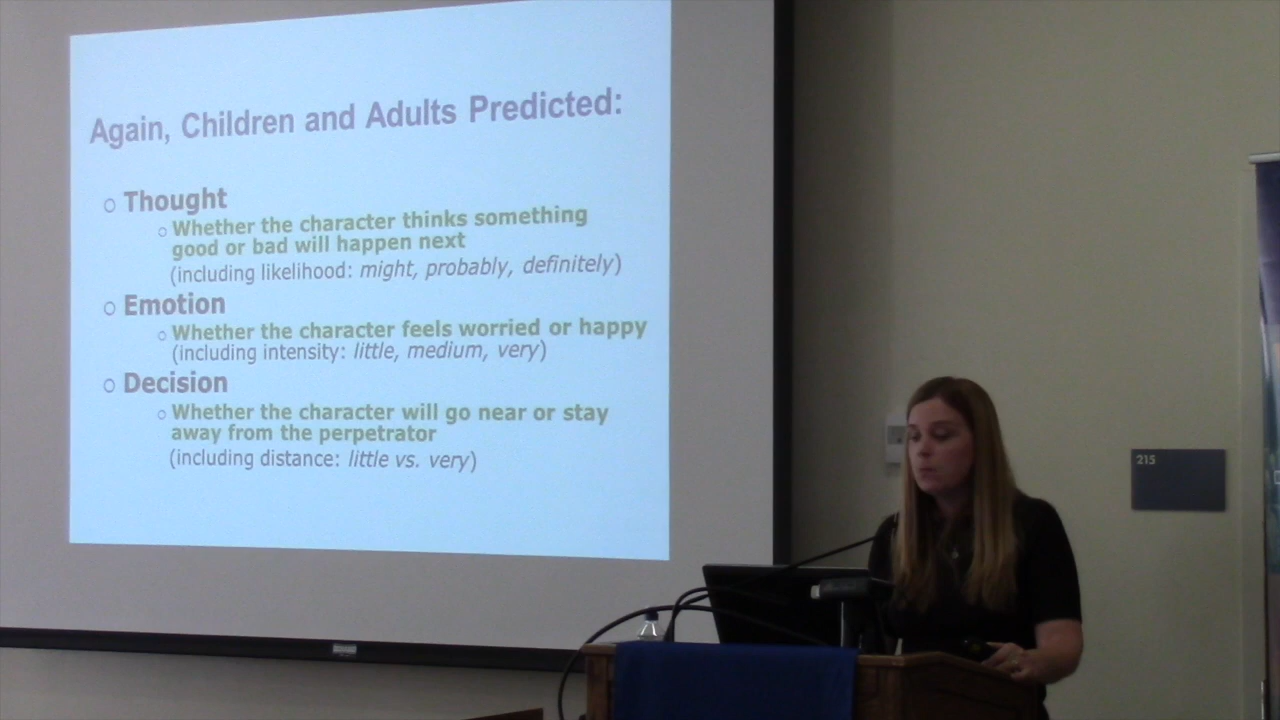 Again, Children and Adults Predicted:
o Thought
o Whether the character thinks something
good or bad will happen next
(including likelihood: might, probably, definitely)
o Emotion
o Whether the character feels worried or happy
(including intensity: little, medium, very)
o Decision
o Whether the character will go near or stay
away from the perpetrator
(including distance: little vs. very)
215